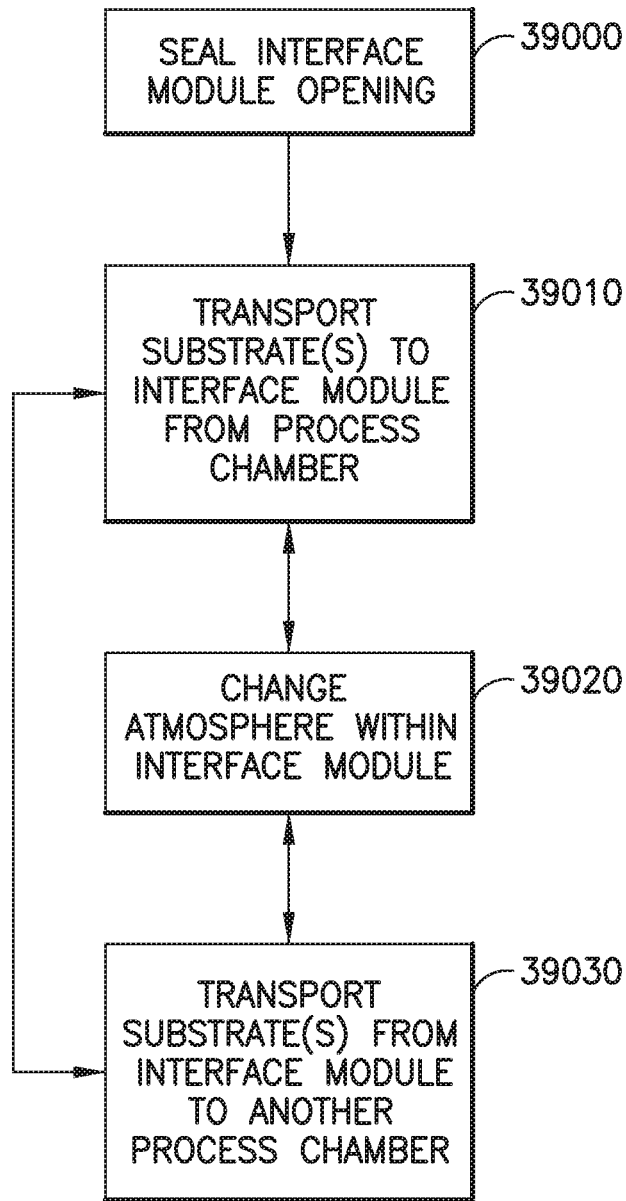 SEAL INTERFACE
MODULE OPENING
39000
TRANSPORT
SUBSTRATE(S) TO
INTERFACE MODULE
FROM PROCESS
CHAMBER
39010
CHANGE
ATMOSPHERE WITHIN
INTERFACE MODULE
39020
TRANSPORT
SUBSTRATE(S) FROM
INTERFACE MODULE
TO ANOTHER
PROCESS CHAMBER
39030